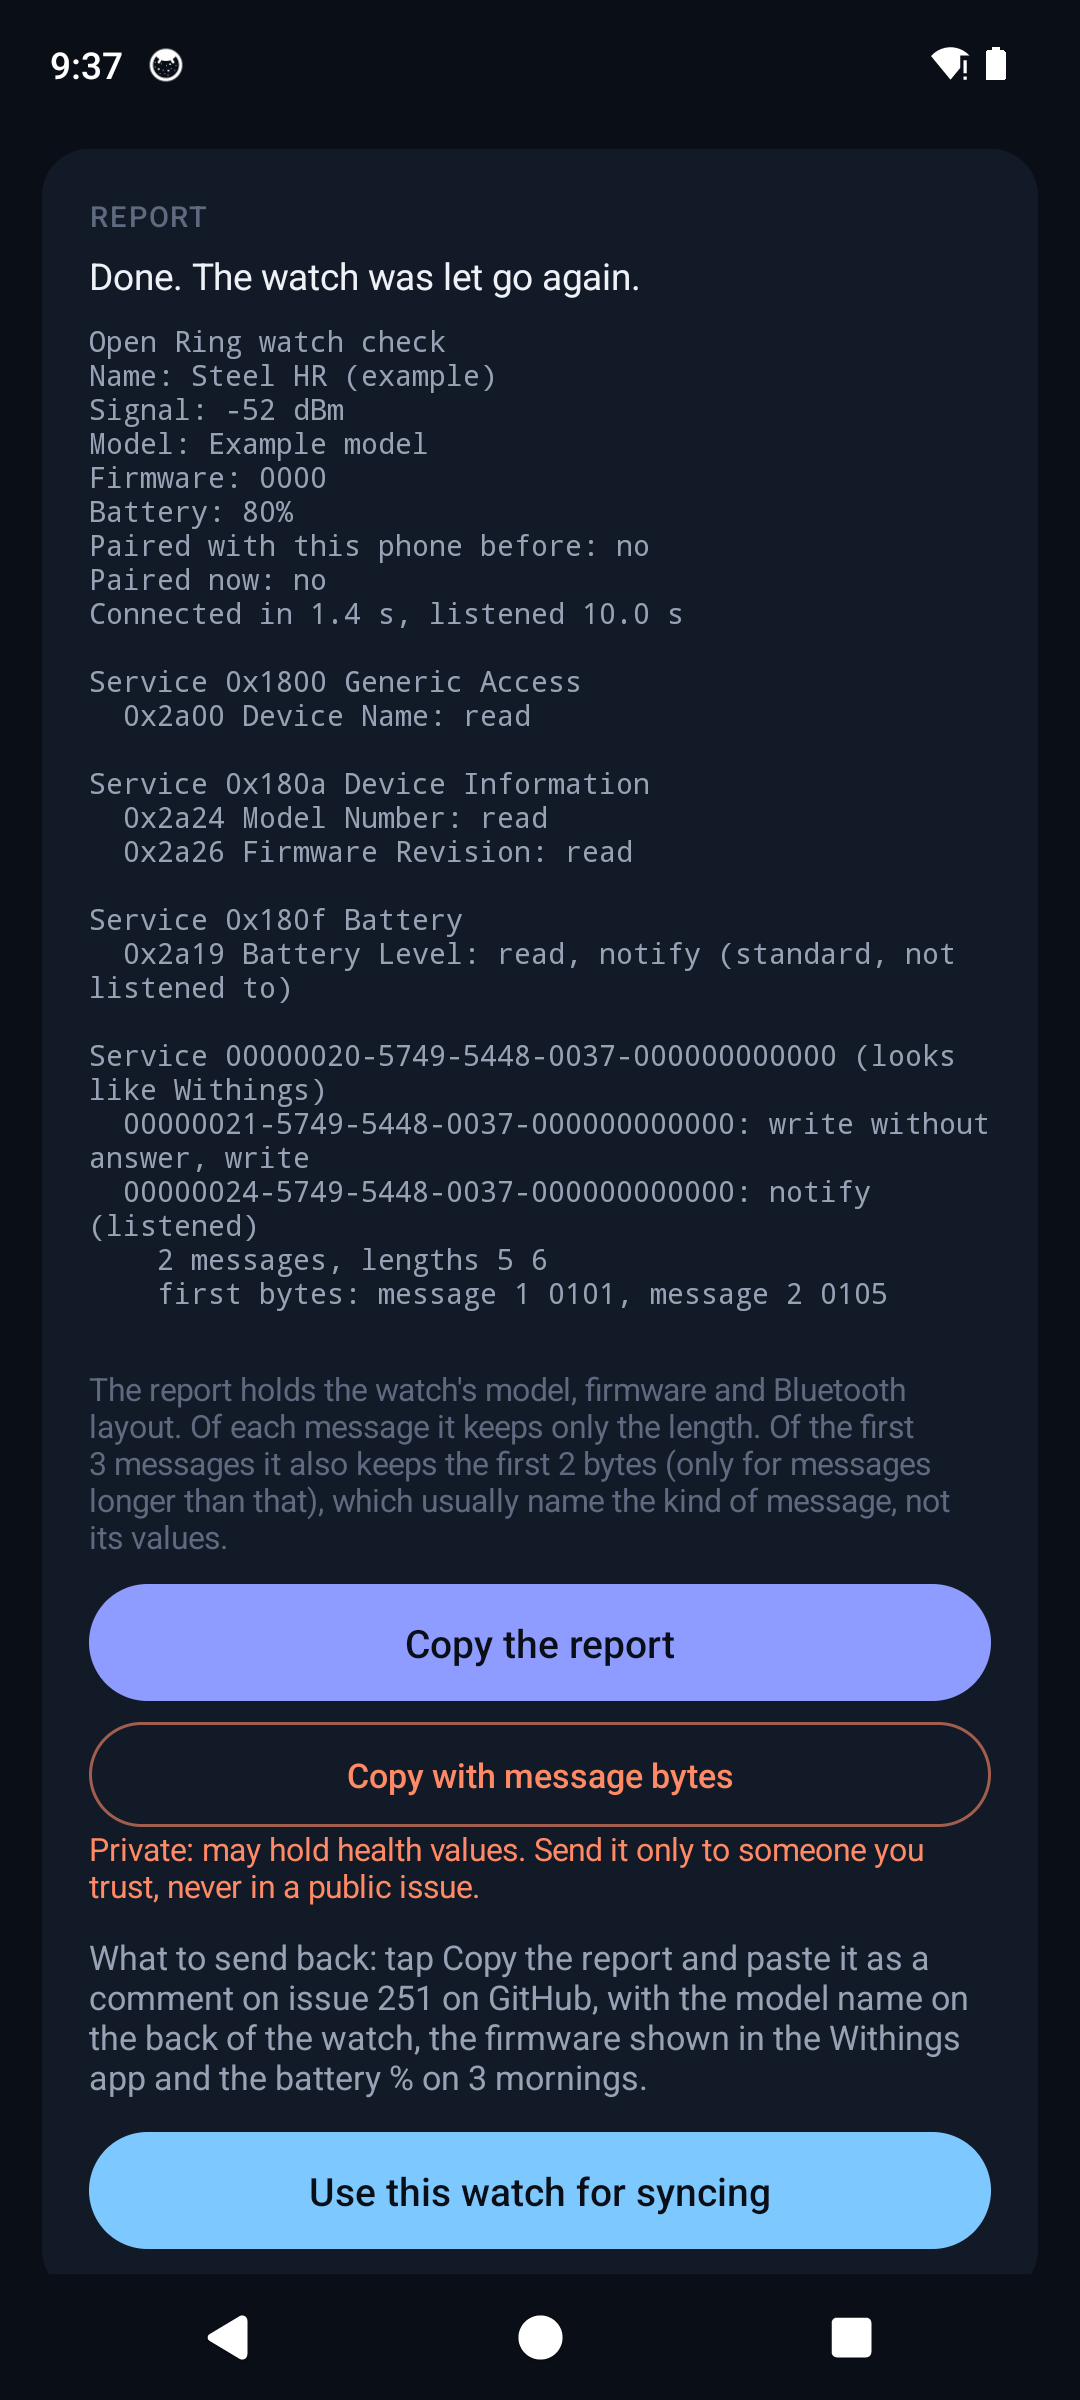 9:37
REPORT
Done. The watch was let go again.
Open Ring watch check
Name: Steel HR (example)
Signal: -52 dBm
Model: Example model
Firmware: 0000
Battery: 80%
Paired with this phone before: no
Paired now: no
Connected in 1.4 s, listened 10.0 s
Service 0x1800 Generic Access
0x2a00 Device Name: read
Service 0x180a Device Information
0x2a24 Model Number: read
0x2a26 Firmware Revision: read
Service 0x180f Battery
0x2a19 Battery Level: read, notify (standard, not
listened to)
Service 00000020-5749-5448-0037-000000000000 (looks
like Withings)
00000021-5749-5448-0037-000000000000: write without
answer, write
00000024-5749-5448-0037-000000000000: notify
(listened)
2 messages, lengths 5 6
first bytes: message 1 0101, message 2 0105
The report holds the watch's model, firmware and Bluetooth
layout. Of each message it keeps only the length. Of the first
3 messages it also keeps the first 2 bytes (only for messages
longer than that), which usually name the kind of message, not
its values.
Copy the report
Copy with message bytes
Private: may hold health values. Send it only to someone you
trust, never in a public issue.
What to send back: tap Copy the report and paste it as a
comment on issue 251 on GitHub, with the model name on
the back of the watch, the firmware shown in the Withings
app and the battery % on 3 mornings.
Use this watch for syncing